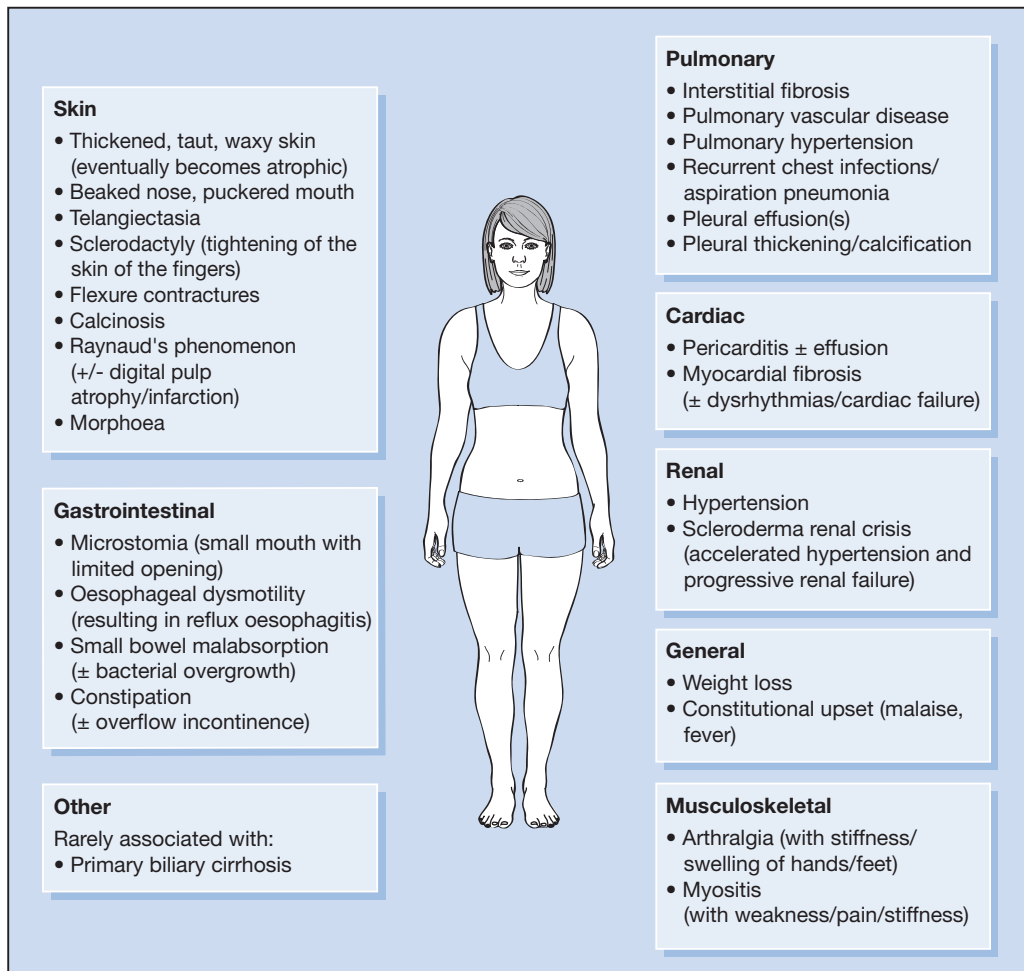 Skin
• Thickened, taut, waxy skin
(eventually becomes atrophic)
• Beaked nose, puckered mouth
• Telangiectasia
• Sclerodactyly (tightening of the
skin of the fingers)
• Flexure contractures
• Calcinosis
• Raynaud's phenomenon
(+/- digital pulp
atrophy/infarction)
• Morphoea
Gastrointestinal
• Microstomia (small mouth with
limited opening)
• Oesophageal dysmotility
(resulting in reflux oesophagitis)
• Small bowel malabsorption
(± bacterial overgrowth)
• Constipation
(± overflow incontinence)
Other
Rarely associated with:
• Primary biliary cirrhosis
Pulmonary
• Interstitial fibrosis
• Pulmonary vascular disease
• Pulmonary hypertension
• Recurrent chest infections/
aspiration pneumonia
• Pleural effusion(s)
• Pleural thickening/calcification
Cardiac
• Pericarditis ± effusion
• Myocardial fibrosis
(± dysrhythmias/cardiac failure)
Renal
• Hypertension
• Scleroderma renal crisis
(accelerated hypertension and
progressive renal failure)
General
• Weight loss
• Constitutional upset (malaise,
fever)
Musculoskeletal
• Arthralgia (with stiffness/
swelling of hands/feet)
• Myositis
(with weakness/pain/stiffness)